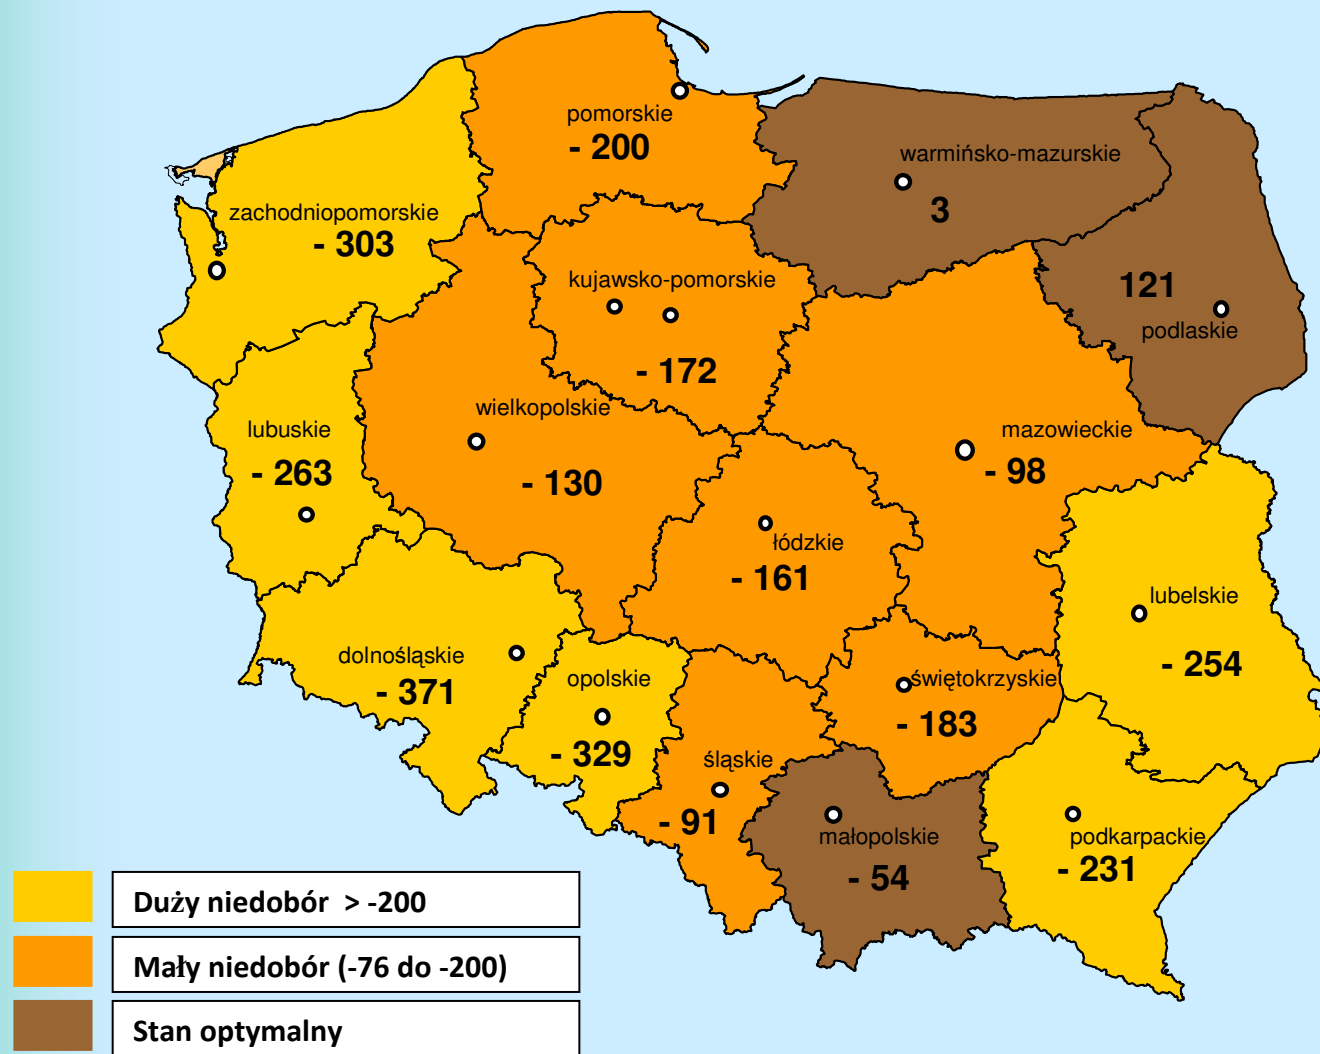 pomorskie
- 200
warmińsko-mazurskie
3
zachodniopomorskie
- 303
kujawsko-pomorskie
- 172
121
podlaskie
wielkopolskie
- 130
lubuskie
- 263
mazowieckie
- 98
łódzkie
- 161
lubelskie
- 254
dolnośląskie
- 371
opolskie
- 329
świętokrzyskie
- 183
śląskie
- 91
małopolskie
- 54
podkarpackie
- 231
Duży niedobór > -200
Mały niedobór (-76 do -200)
Stan optymalny